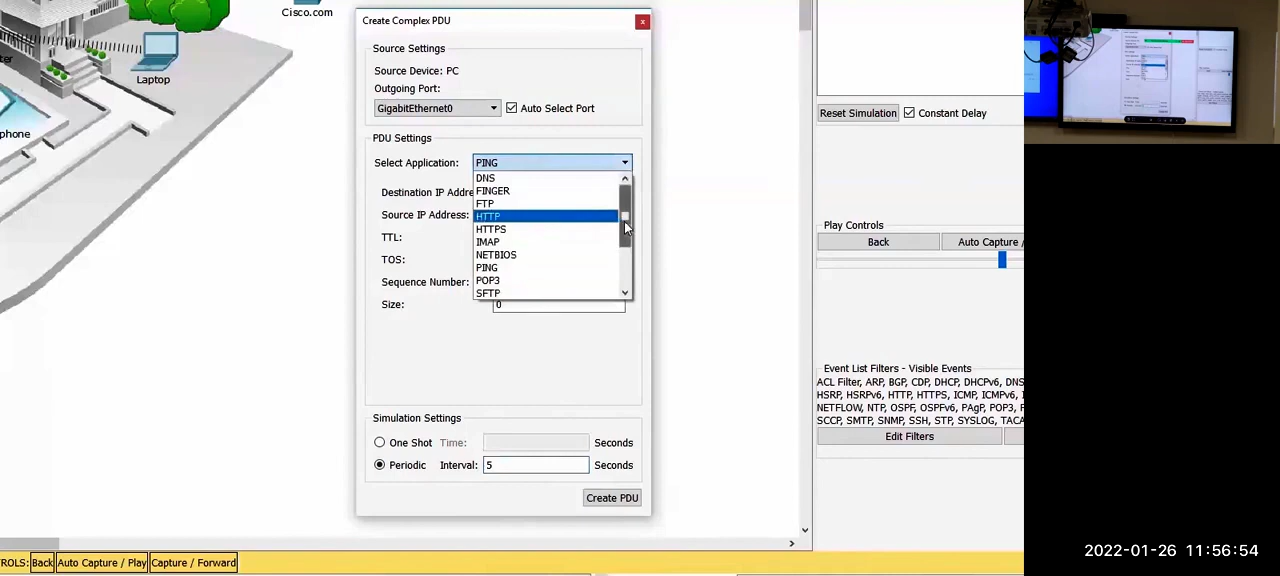 Cisco.com
Laptop
phone
Create Complex PDU
x
Source Settings
Source Device: PC
Outgoing Port:
GigabitEthernet0
Auto Select Port
PDU Settings
Select Application:
PING
DNS
FINGER
FTP
HTTP
HTTPS
IMAP
NETBIOS
PING
POP3
SFTP
Destination IP Addre
Source IP Address:
TTL:
TOS:
Sequence Number:
Size:
0
Simulation Settings
One Shot Time: Seconds
Periodic Interval: 5 Seconds
Create PDU
Reset Simulation
Constant Delay
Play Controls
Back
Auto Capture /
Event List Filters - Visible Events
ACL Filter, ARP, BGP, CDP, DHCP, DHCPv6, DNS
HSRP, HSRPv6, HTTP, HTTPS, ICMP, ICMPv6, I
NETFLOW, NTP, OSPF, OSPFv6, PAgP, POP3, F
SCCP, SMTP, SNMP, SSH, STP, SYSLOG, TACA
Edit Filters
ROLS: Back Auto Capture / Play Capture / Forward
2022-01-26 11:56:54